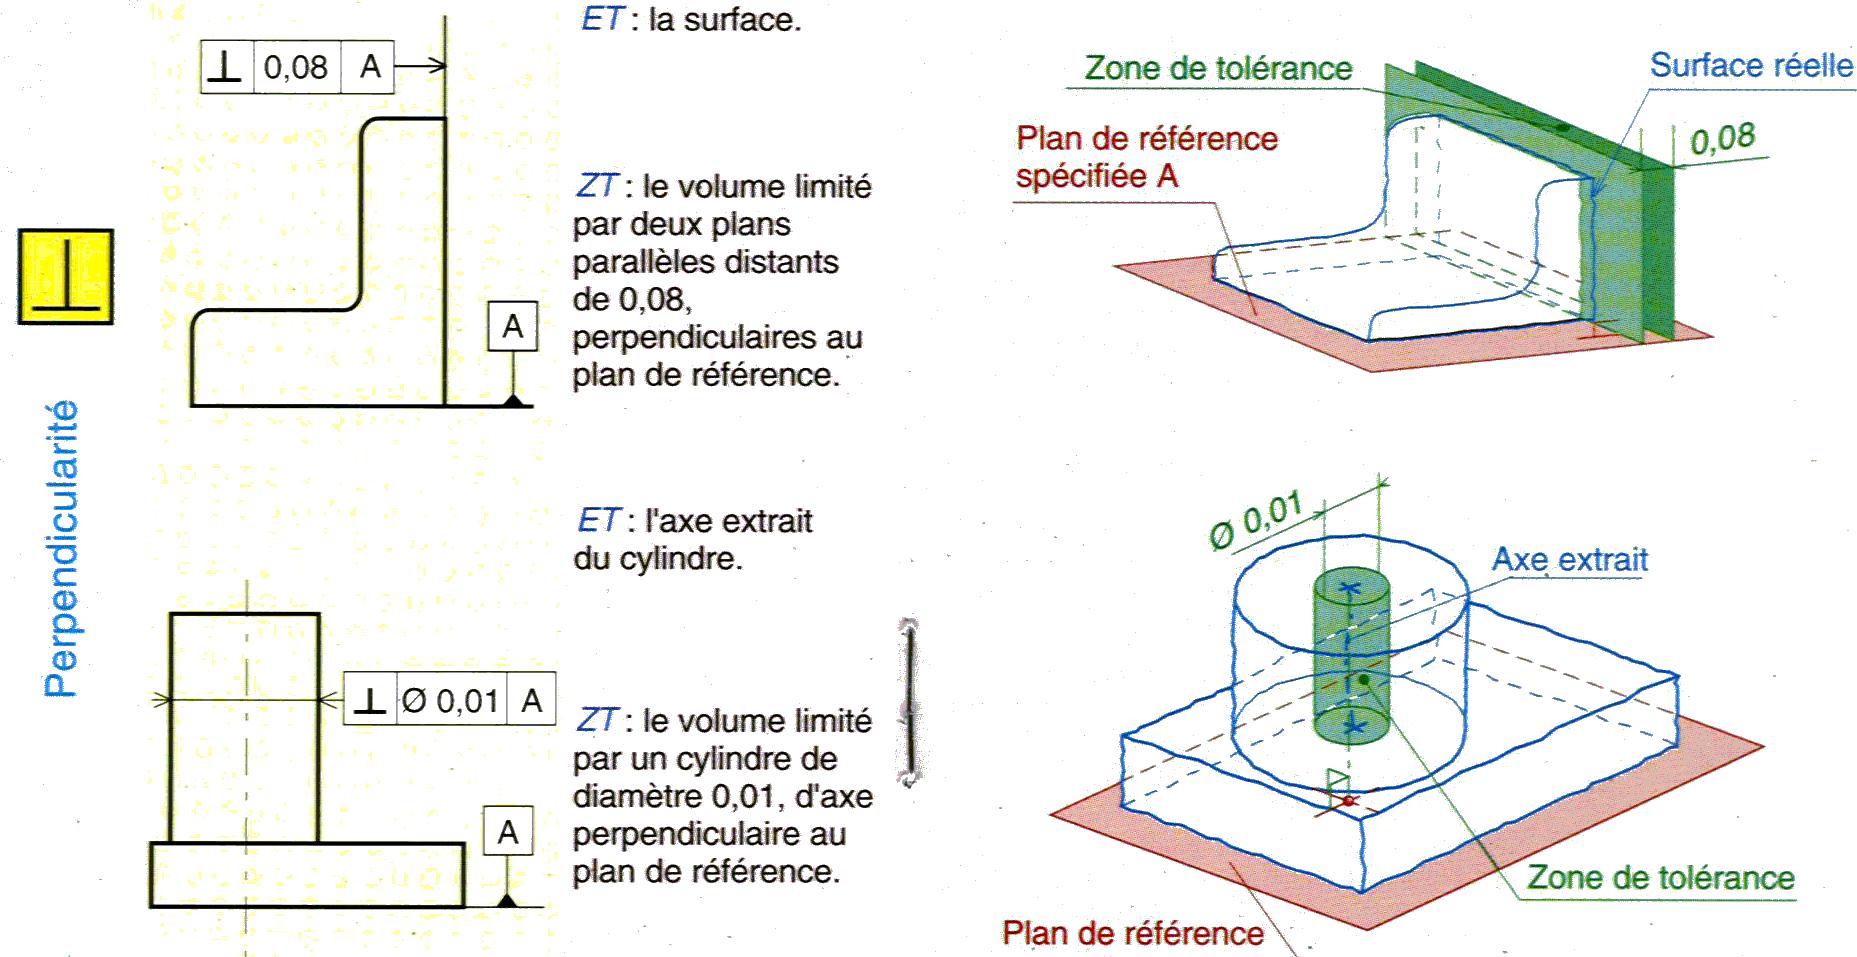 Perpendicularité
⊥ 0,08 A
A
ET : la surface.
ZT : le volume limité
par deux plans
parallèles distants
de 0,08,
perpendiculaires au
plan de référence.
Zone de tolérance
Surface réelle
Plan de référence
spécifiée A
0,08
⊥ Ø 0,01 A
A
ET : l'axe extrait
du cylindre.
ZT : le volume limité
par un cylindre de
diamètre 0,01, d'axe
perpendiculaire au
plan de référence.
Ø 0,01
Axe extrait
Zone de tolérance
Plan de référence